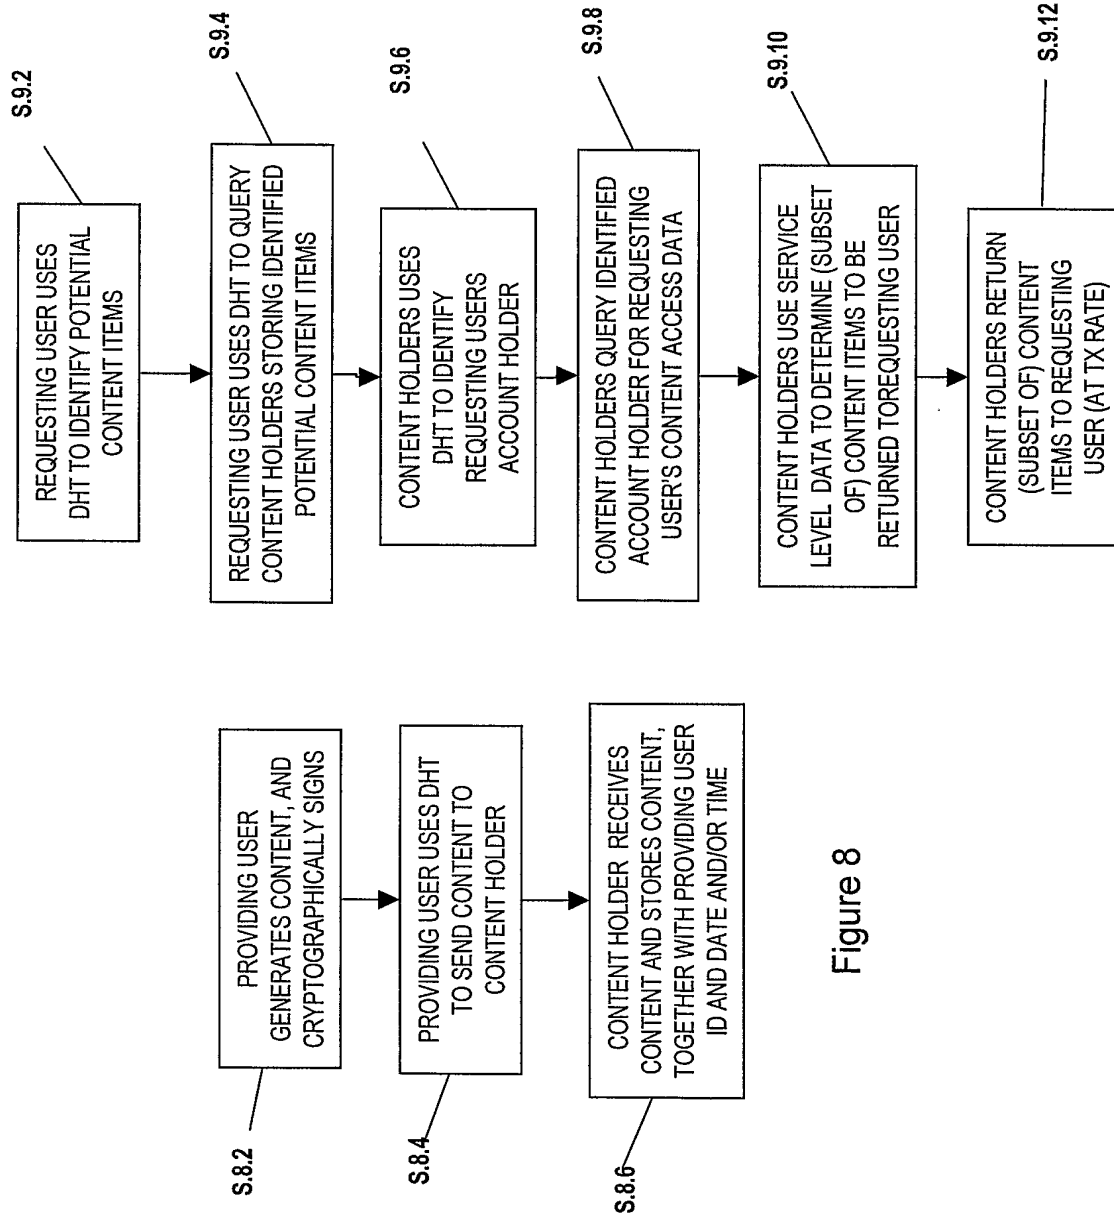 PROVIDING USER
GENERATES CONTENT, AND
CRYPTOGRAPHICALLY SIGNS
S.8.2
PROVIDING USER USES DHT
TO SEND CONTENT TO
CONTENT HOLDER
S.8.4
CONTENT HOLDER RECEIVES
CONTENT AND STORES CONTENT,
TOGETHER WITH PROVIDING USER
ID AND DATE AND/OR TIME
S.8.6
Figure 8
REQUESTING USER USES
DHT TO IDENTIFY POTENTIAL
CONTENT ITEMS
S.9.2
REQUESTING USER USES DHT TO QUERY
CONTENT HOLDERS STORING IDENTIFIED
POTENTIAL CONTENT ITEMS
S.9.4
CONTENT HOLDERS USES
DHT TO IDENTIFY
REQUESTING USERS
ACCOUNT HOLDER
S.9.6
CONTENT HOLDERS QUERY IDENTIFIED
ACCOUNT HOLDER FOR REQUESTING
USER'S CONTENT ACCESS DATA
S.9.8
CONTENT HOLDERS USE SERVICE
LEVEL DATA TO DETERMINE (SUBSET
OF) CONTENT ITEMS TO BE
RETURNED TOREQUESTING USER
S.9.10
CONTENT HOLDERS RETURN
(SUBSET OF) CONTENT
ITEMS TO REQUESTING
USER (AT TX RATE)
S.9.12